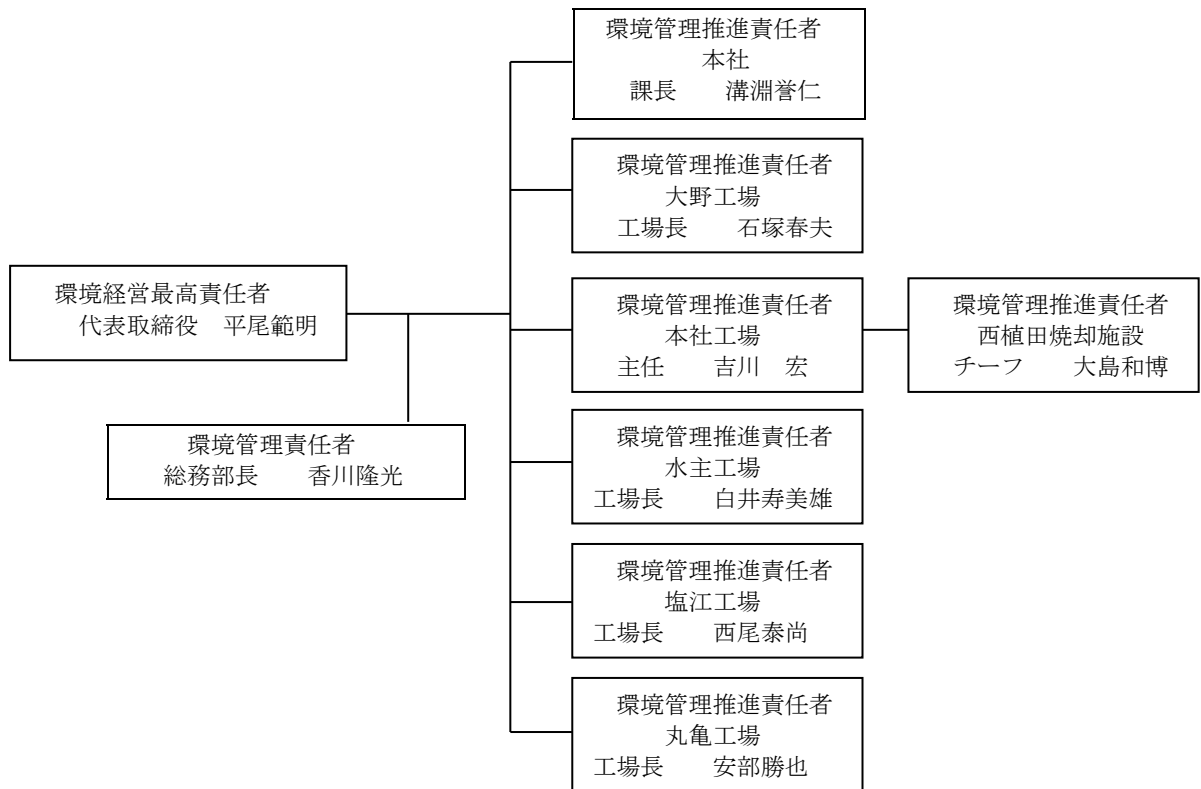 環境管理推進責任者
本社
課長　　溝淵誉仁
環境管理推進責任者
大野工場
工場長　　石塚春夫
環境経営最高責任者
代表取締役　平尾範明
環境管理推進責任者
本社工場
主任　　吉川　宏
環境管理推進責任者
西植田焼却施設
チーフ　　大島和博
環境管理責任者
総務部長　　香川隆光
環境管理推進責任者
水主工場
工場長　　白井寿美雄
環境管理推進責任者
塩江工場
工場長　　西尾泰尚
環境管理推進責任者
丸亀工場
工場長　　安部勝也